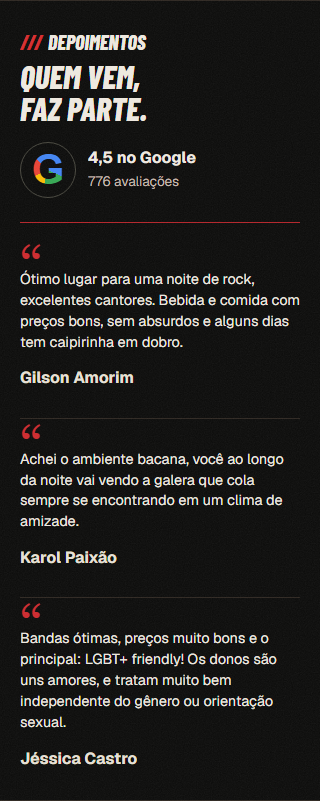 /// DEPOIMENTOS
QUEM VEM,
FAZ PARTE.
G
4,5 no Google
776 avaliações
“
Ótimo lugar para uma noite de rock,
excelentes cantores. Bebida e comida com
preços bons, sem absurdos e alguns dias
tem caipirinha em dobro.
Gilson Amorim
“
Achei o ambiente bacana, você ao longo
da noite vai vendo a galera que cola
sempre se encontrando em um clima de
amizade.
Karol Paixão
“
Bandas ótimas, preços muito bons e o
principal: LGBT+ friendly! Os donos são
uns amores, e tratam muito bem
independente do gênero ou orientação
sexual.
Jéssica Castro